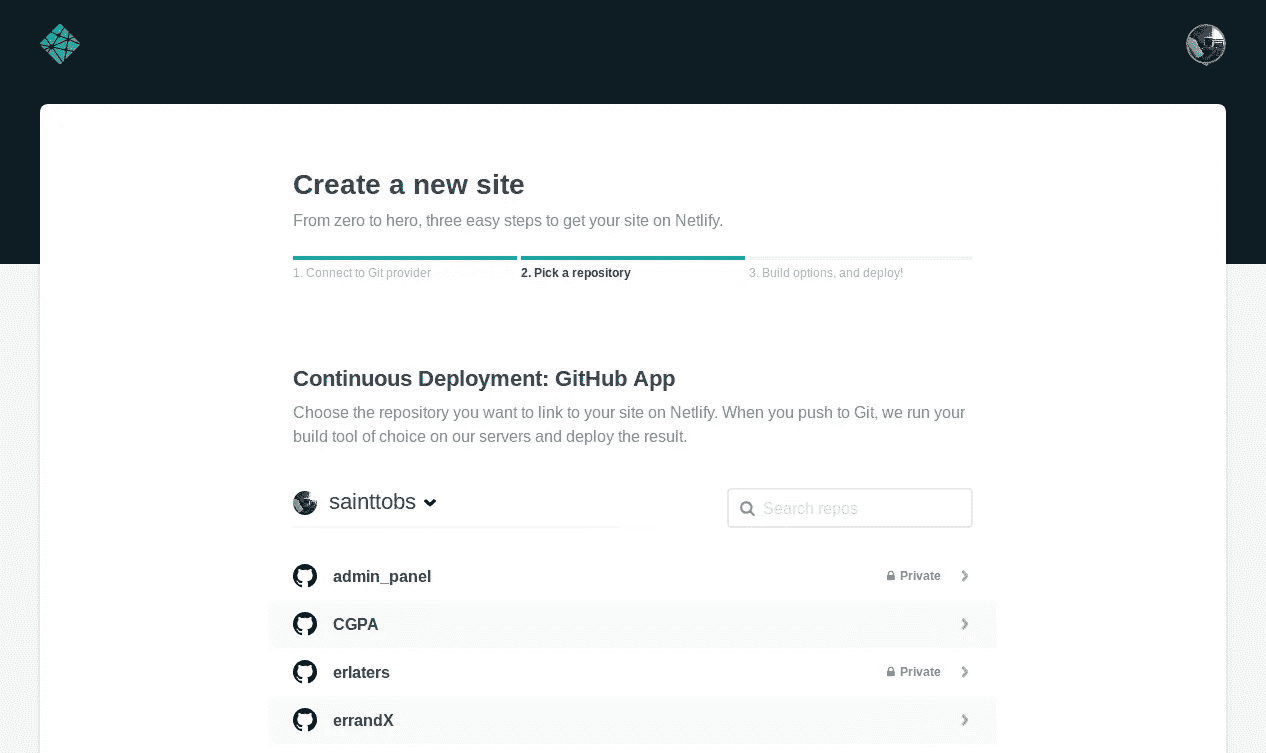 Create a new site
From zero to hero, three easy steps to get your site on Netlify.
1. Connect to Git provider
2. Pick a repository
3. Build options, and deploy!
Continuous Deployment: GitHub App
Choose the repository you want to link to your site on Netlify. When you push to Git, we run your
build tool of choice on our servers and deploy the result.
sainttobs
Search repos
admin_panel Private
CGPA
erlaters Private
errandX